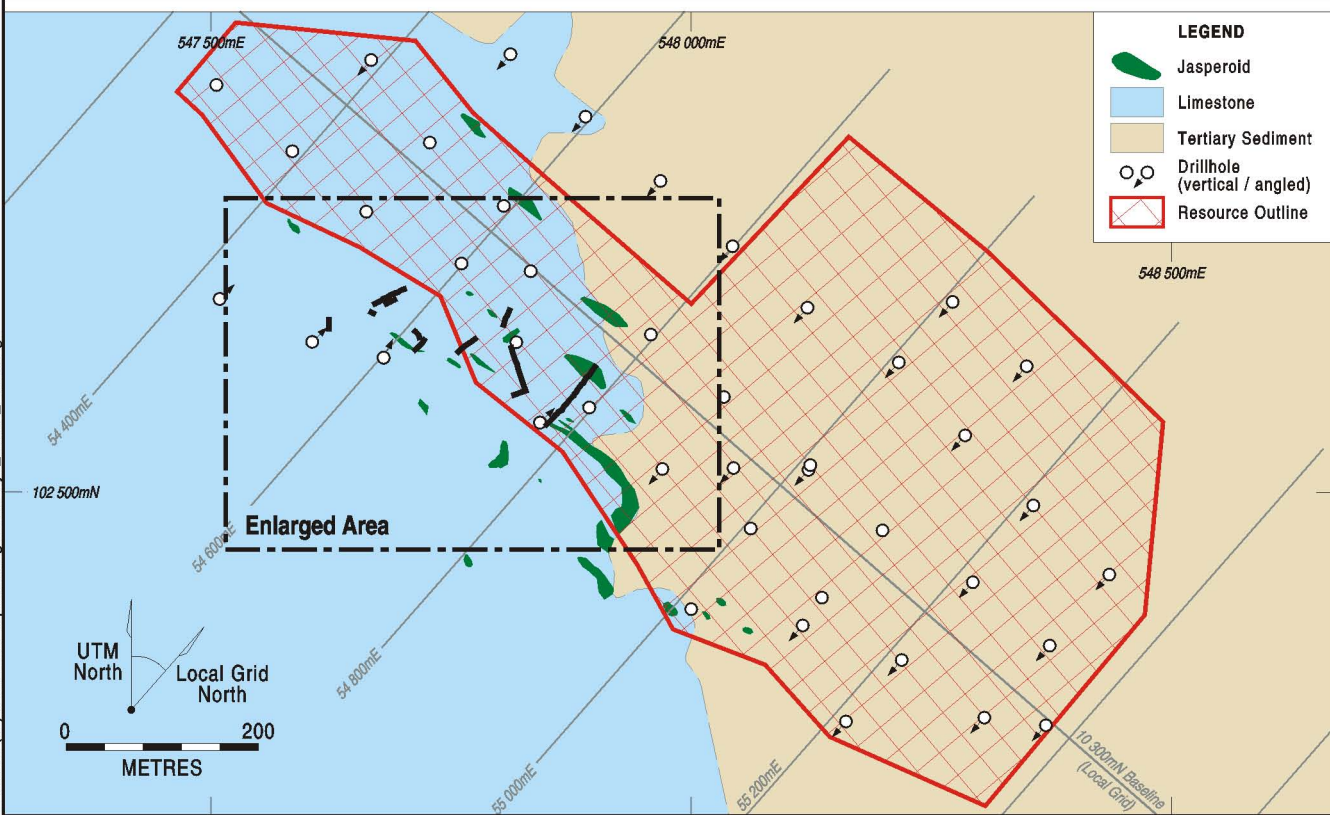 547 500mE
548 000mE
LEGEND
Jasperoid
Limestone
Tertiary Sediment
Drillhole
(vertical / angled)
Resource Outline
548 500mE
54 400mE
102 500mN
Enlarged Area
54 600mE
UTM
North
Local Grid
North
54 800mE
0 200
METRES
55 000mE
55 200mE
10 300mN Baseline
(Local Grid)